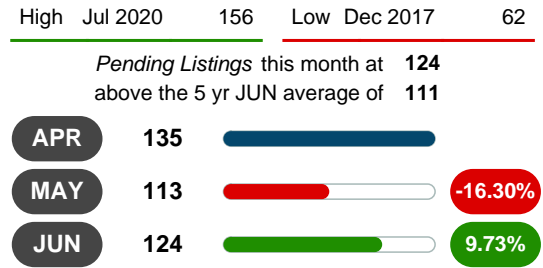 High Jul 2020 156 Low Dec 2017 62
Pending Listings this month at 124
above the 5 yr JUN average of 111
APR 135
MAY 113 -16.30%
JUN 124 9.73%